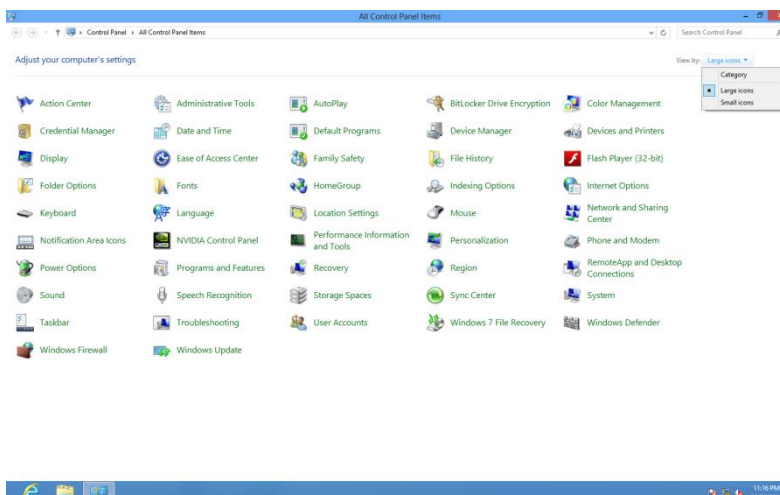 All Control Panel Items
Control Panel All Control Panel Items Search Control Panel
Adjust your computer's settings View by: Large icons
Category
Large icons
Small icons
Action Center Administrative Tools AutoPlay BitLocker Drive Encryption Color Management
Credential Manager Date and Time Default Programs Device Manager Devices and Printers
Display Ease of Access Center Family Safety File History Flash Player (32-bit)
Folder Options Fonts HomeGroup Indexing Options Internet Options
Keyboard Language Location Settings Mouse Network and Sharing
Center
Notification Area Icons NVIDIA Control Panel Performance Information
and Tools Personalization Phone and Modem
Power Options Programs and Features Recovery Region RemoteApp and Desktop
Connections
Sound Speech Recognition Storage Spaces Sync Center System
Taskbar Troubleshooting User Accounts Windows 7 File Recovery Windows Defender
Windows Firewall Windows Update
11:16 PM